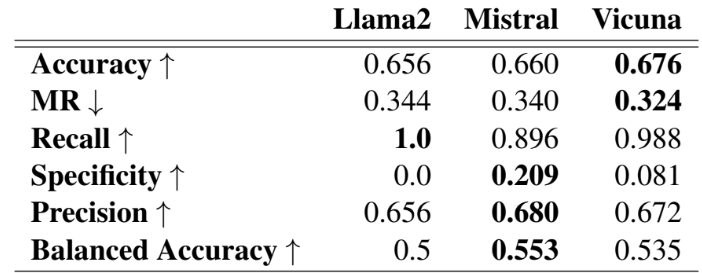 Llama2 Mistral Vicuna
Accuracy ↑ 0.656 0.660 0.676
MR ↓ 0.344 0.340 0.324
Recall ↑ 1.0 0.896 0.988
Specificity ↑ 0.0 0.209 0.081
Precision ↑ 0.656 0.680 0.672
Balanced Accuracy ↑ 0.5 0.553 0.535